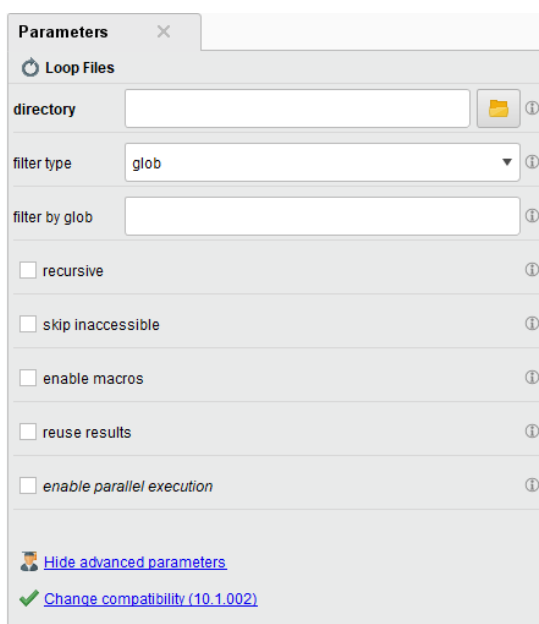 Parameters
Loop Files
directory
filter type glob
filter by glob
recursive
skip inaccessible
enable macros
reuse results
enable parallel execution
Hide advanced parameters
Change compatibility (10.1.002)